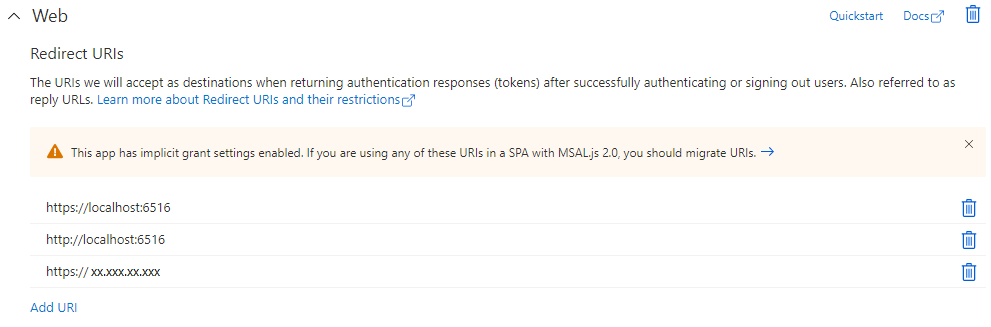 Web
Quickstart Docs
Redirect URIs
The URIs we will accept as destinations when returning authentication responses (tokens) after successfully authenticating or signing out users. Also referred to as
reply URLs. Learn more about Redirect URIs and their restrictions
This app has implicit grant settings enabled. If you are using any of these URIs in a SPA with MSAL.js 2.0, you should migrate URIs. →
https://localhost:6516
http://localhost:6516
https:// xx.xxx.xx.xxx
Add URI